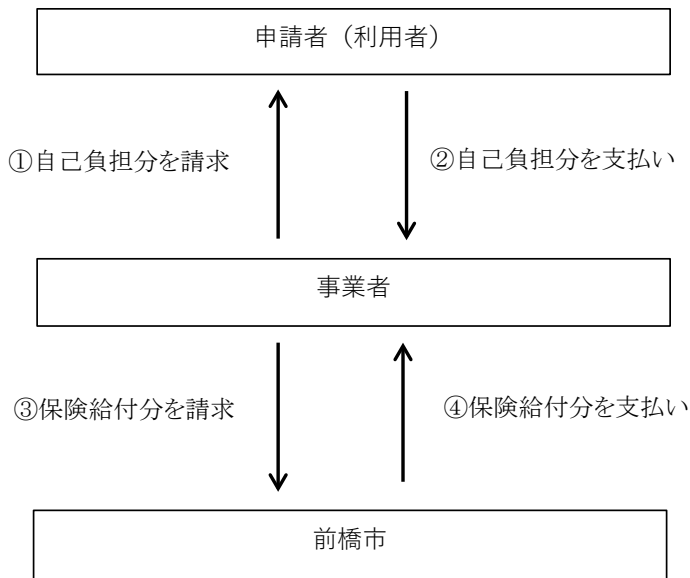 申請者（利用者）
①自己負担分を請求
②自己負担分を支払い
事業者
③保険給付分を請求
④保険給付分を支払い
前橋市